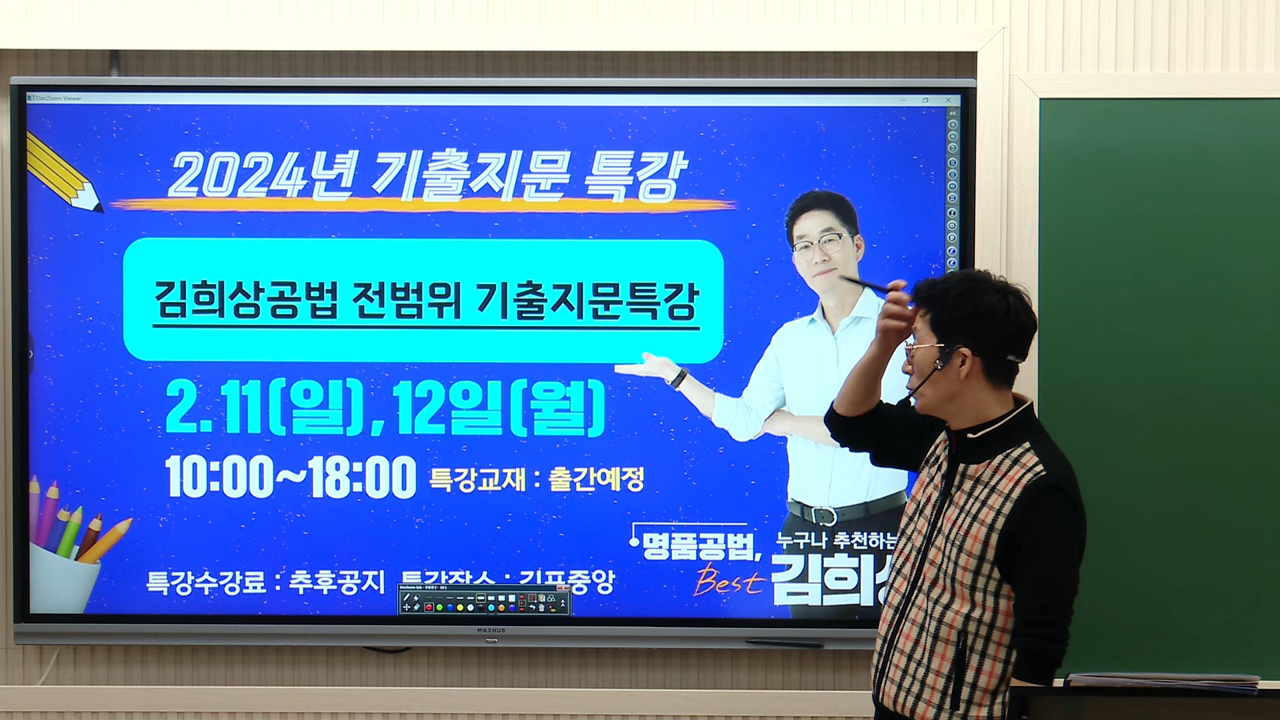 DocZoom Viewer
2024년 기출지문 특강
김희상공법 전범위 기출지문특강
2.11(일), 12일(월)
10:00~18:00 특강교재 : 출간예정
명품공법, 누구나 추천하는
Best 김희상
특강수강료 : 추후공지 특강장소 : 김포중앙
MAXHUB